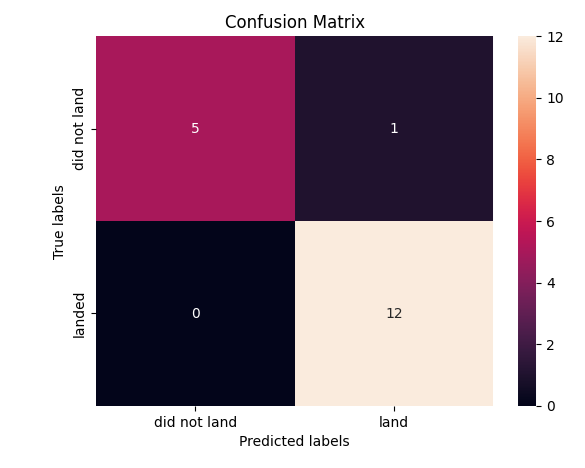 Confusion Matrix
did not land
landed
True labels
5
1
0
12
did not land
land
Predicted labels
12
10
8
6
4
2
0